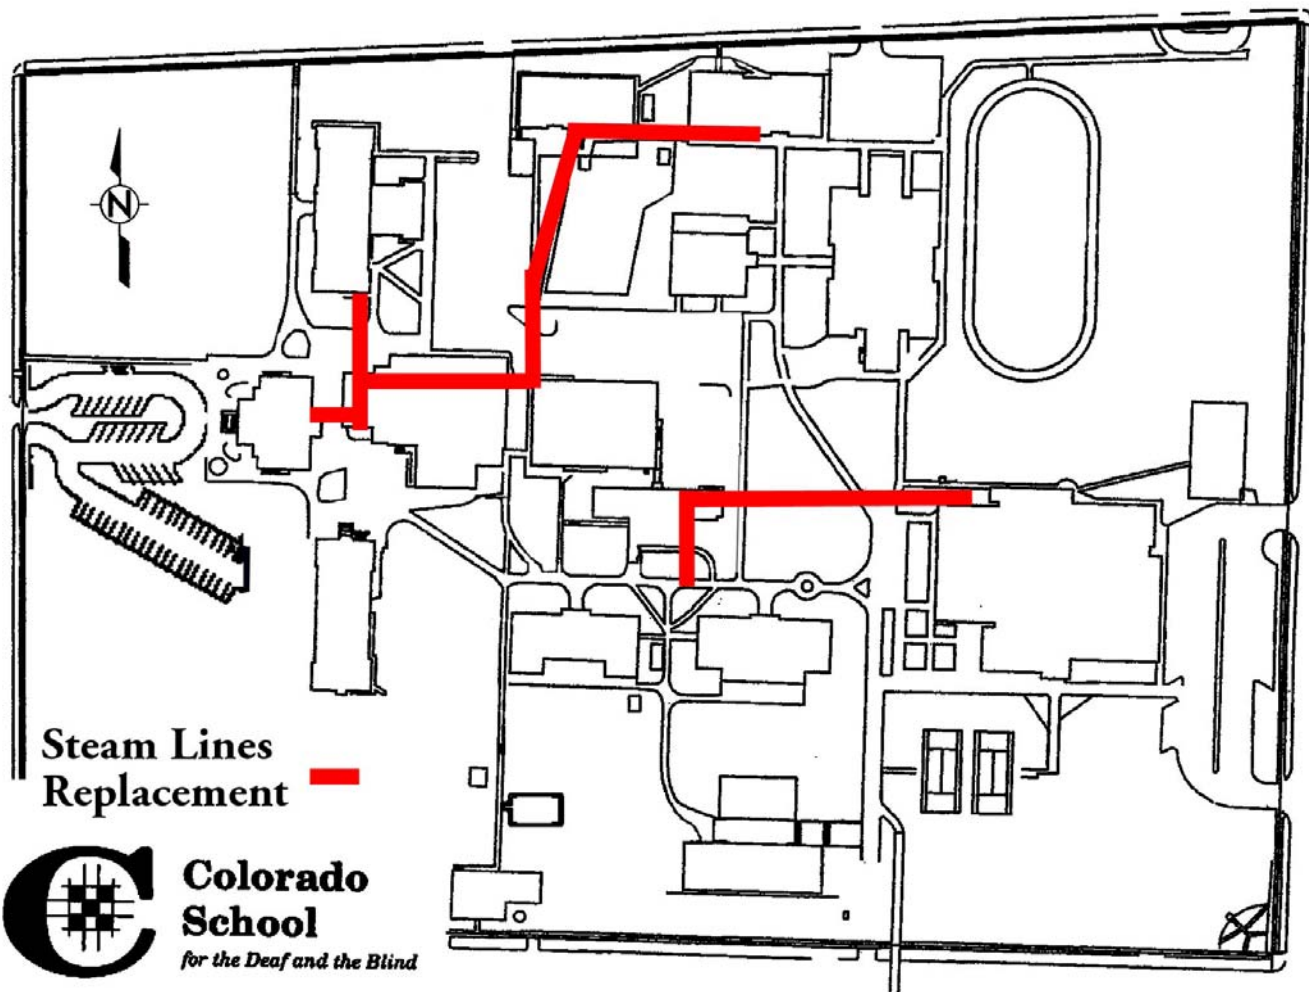 N
Steam Lines
Replacement
Colorado
School
for the Deaf and the Blind